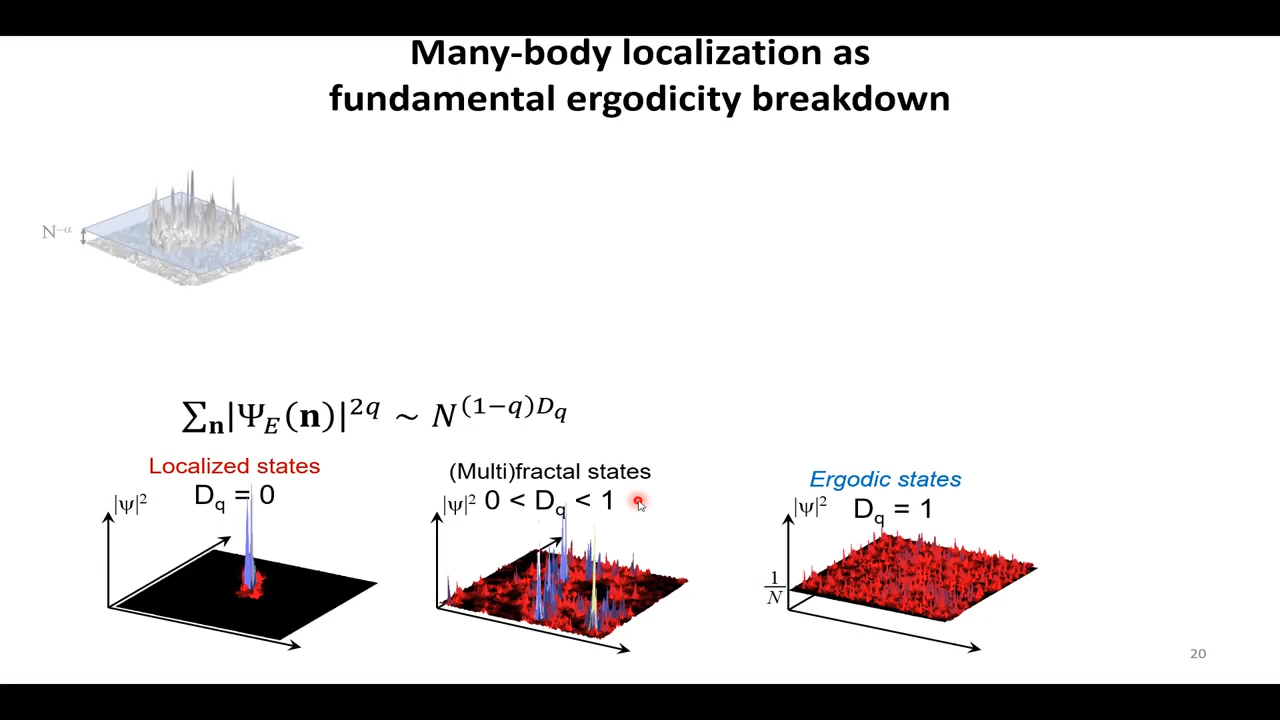 Many-body localization as
fundamental ergodicity breakdown
N^{-α}
∑_n|Ψ_E(n)|^{2q} ~ N^{(1−q)D_q}
Localized states
D_q = 0
|ψ|²
(Multi)fractal states
|ψ|² 0 < D_q < 1
Ergodic states
|ψ|² D_q = 1
1/N
20